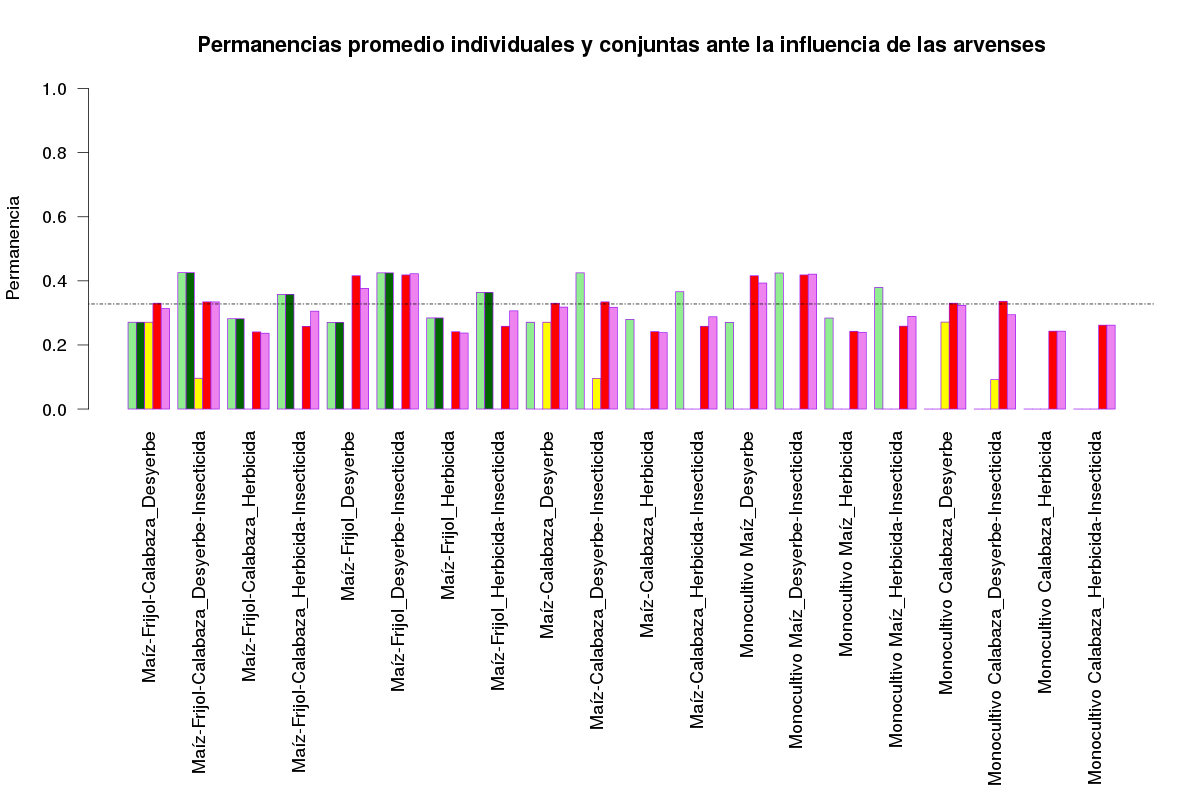 Permanencias promedio individuales y conjuntas ante la influencia de las arvenses
Permanencia
1.0
0.8
0.6
0.4
0.2
0.0
Maíz-Frijol-Calabaza_Desyerbe
Maíz-Frijol-Calabaza_Desyerbe-Insecticida
Maíz-Frijol-Calabaza_Herbicida
Maíz-Frijol-Calabaza_Herbicida-Insecticida
Maíz-Frijol_Desyerbe
Maíz-Frijol_Desyerbe-Insecticida
Maíz-Frijol_Herbicida
Maíz-Frijol_Herbicida-Insecticida
Maíz-Calabaza_Desyerbe
Maíz-Calabaza_Desyerbe-Insecticida
Maíz-Calabaza_Herbicida
Maíz-Calabaza_Herbicida-Insecticida
Monocultivo Maíz_Desyerbe
Monocultivo Maíz_Desyerbe-Insecticida
Monocultivo Maíz_Herbicida
Monocultivo Maíz_Herbicida-Insecticida
Monocultivo Calabaza_Desyerbe
Monocultivo Calabaza_Desyerbe-Insecticida
Monocultivo Calabaza_Herbicida
Monocultivo Calabaza_Herbicida-Insecticida